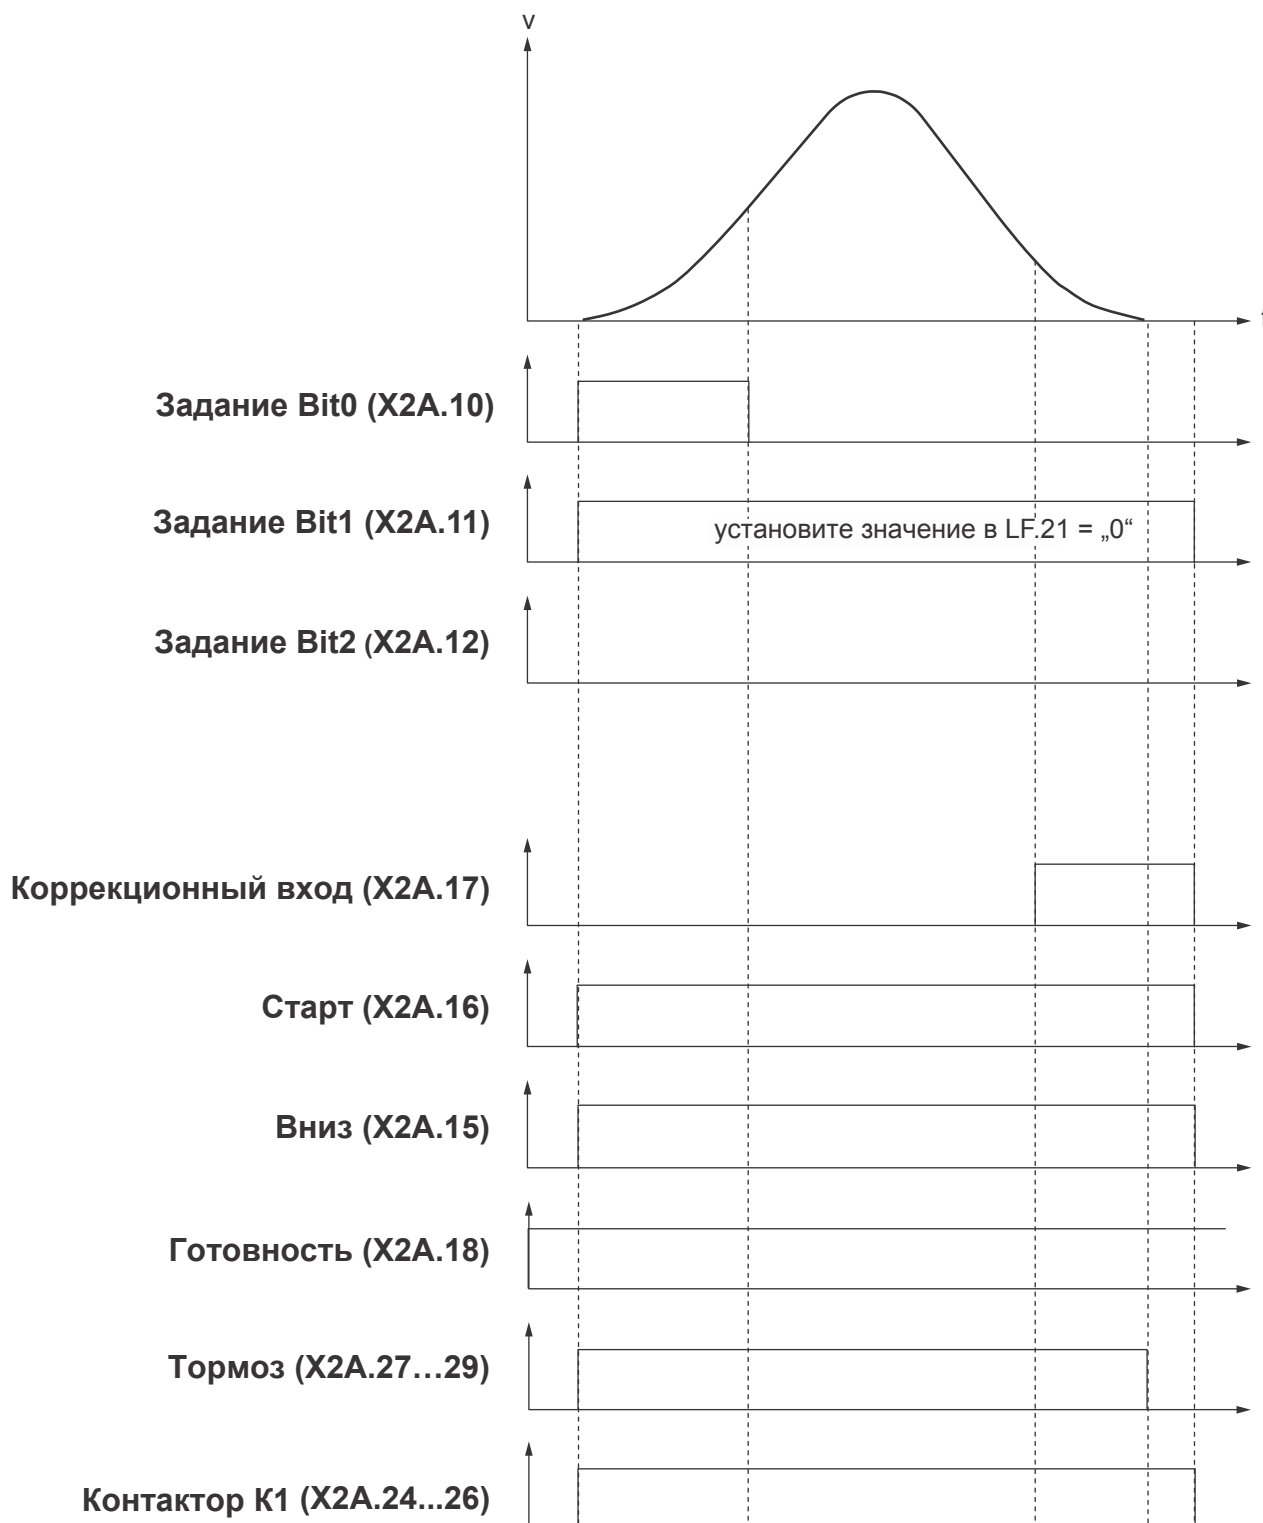 v
t
Задание Bit0 (X2A.10)
Задание Bit1 (X2A.11)
установите значение в LF.21 = „0“
Задание Bit2 (X2A.12)
Коррекционный вход (X2A.17)
Старт (X2A.16)
Вниз (X2A.15)
Готовность (X2A.18)
Тормоз (X2A.27…29)
Контактор К1 (X2A.24...26)